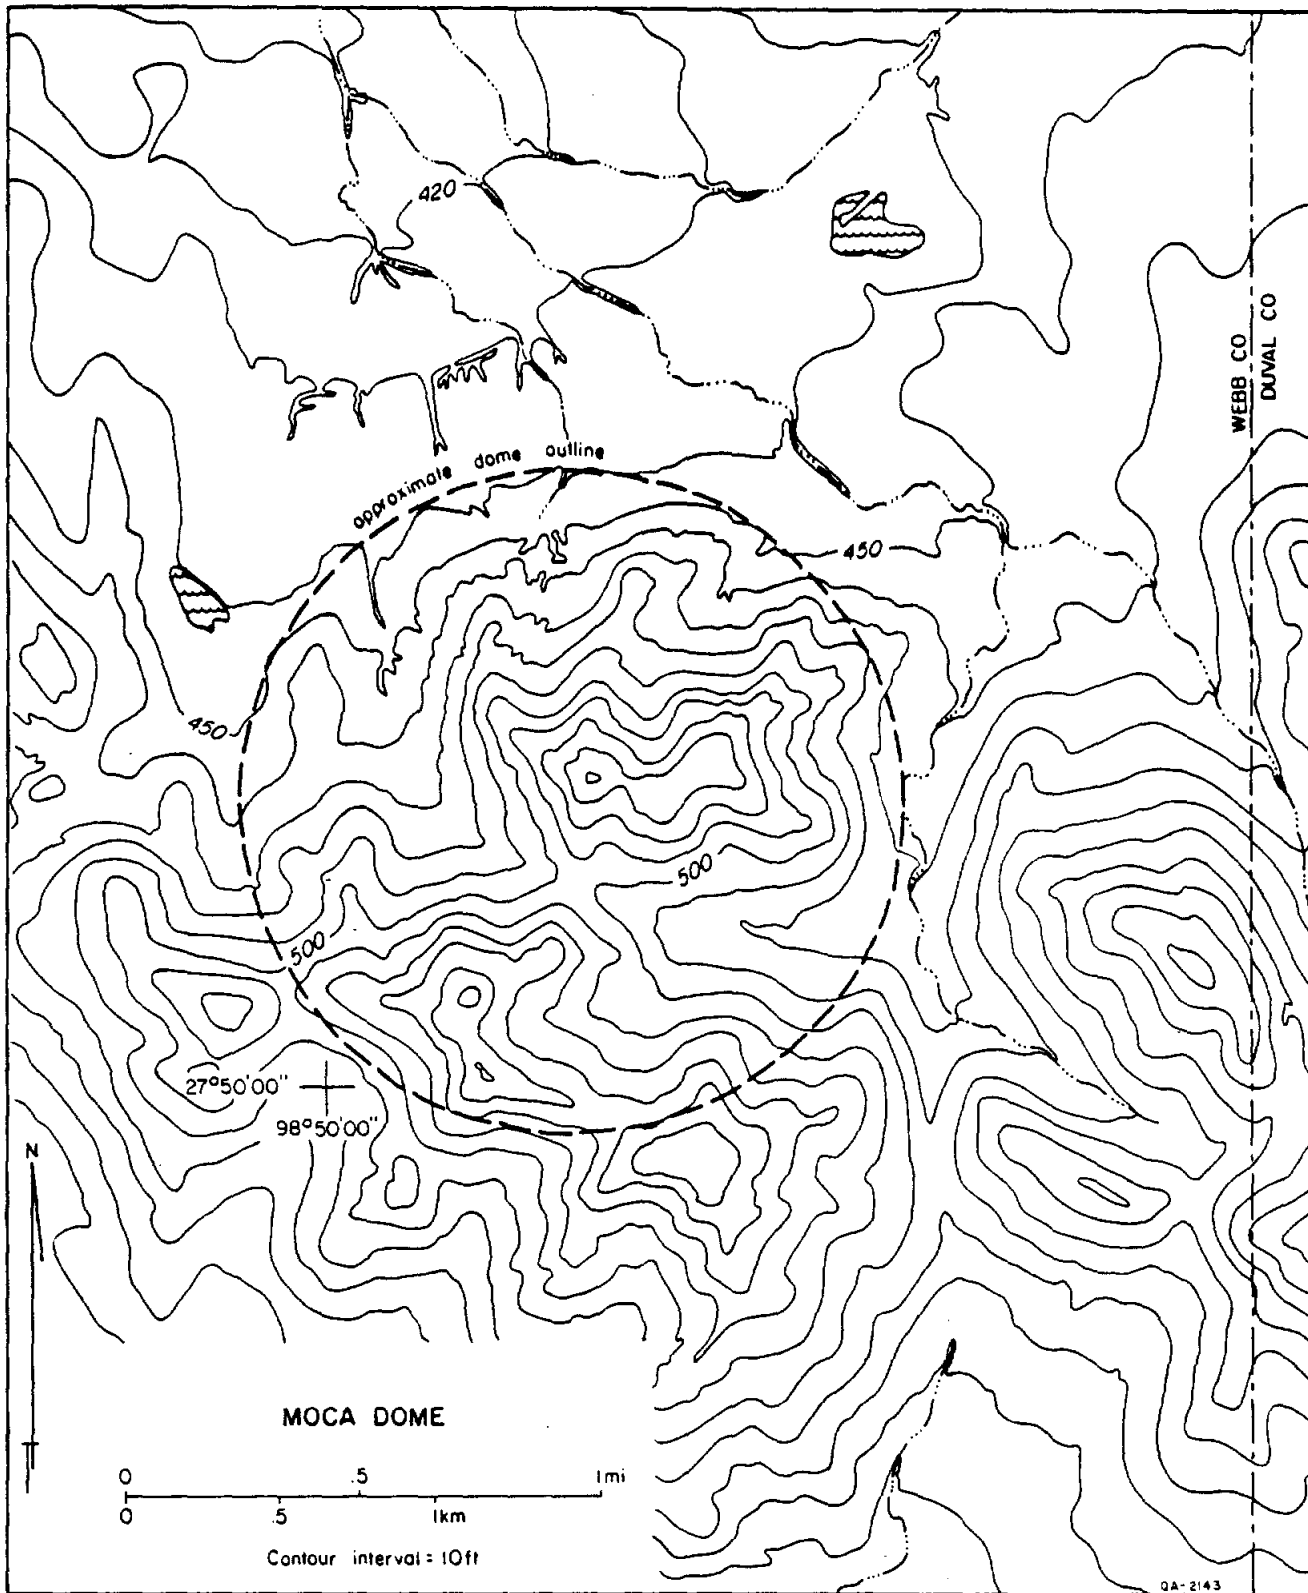 420
WEBB CO
DUVAL CO
approximate dome outline
450
450
500
500
27°50'00"
98°50'00"
N
MOCA DOME
0 .5 1mi
0 .5 1km
Contour interval = 10ft
QA-2143